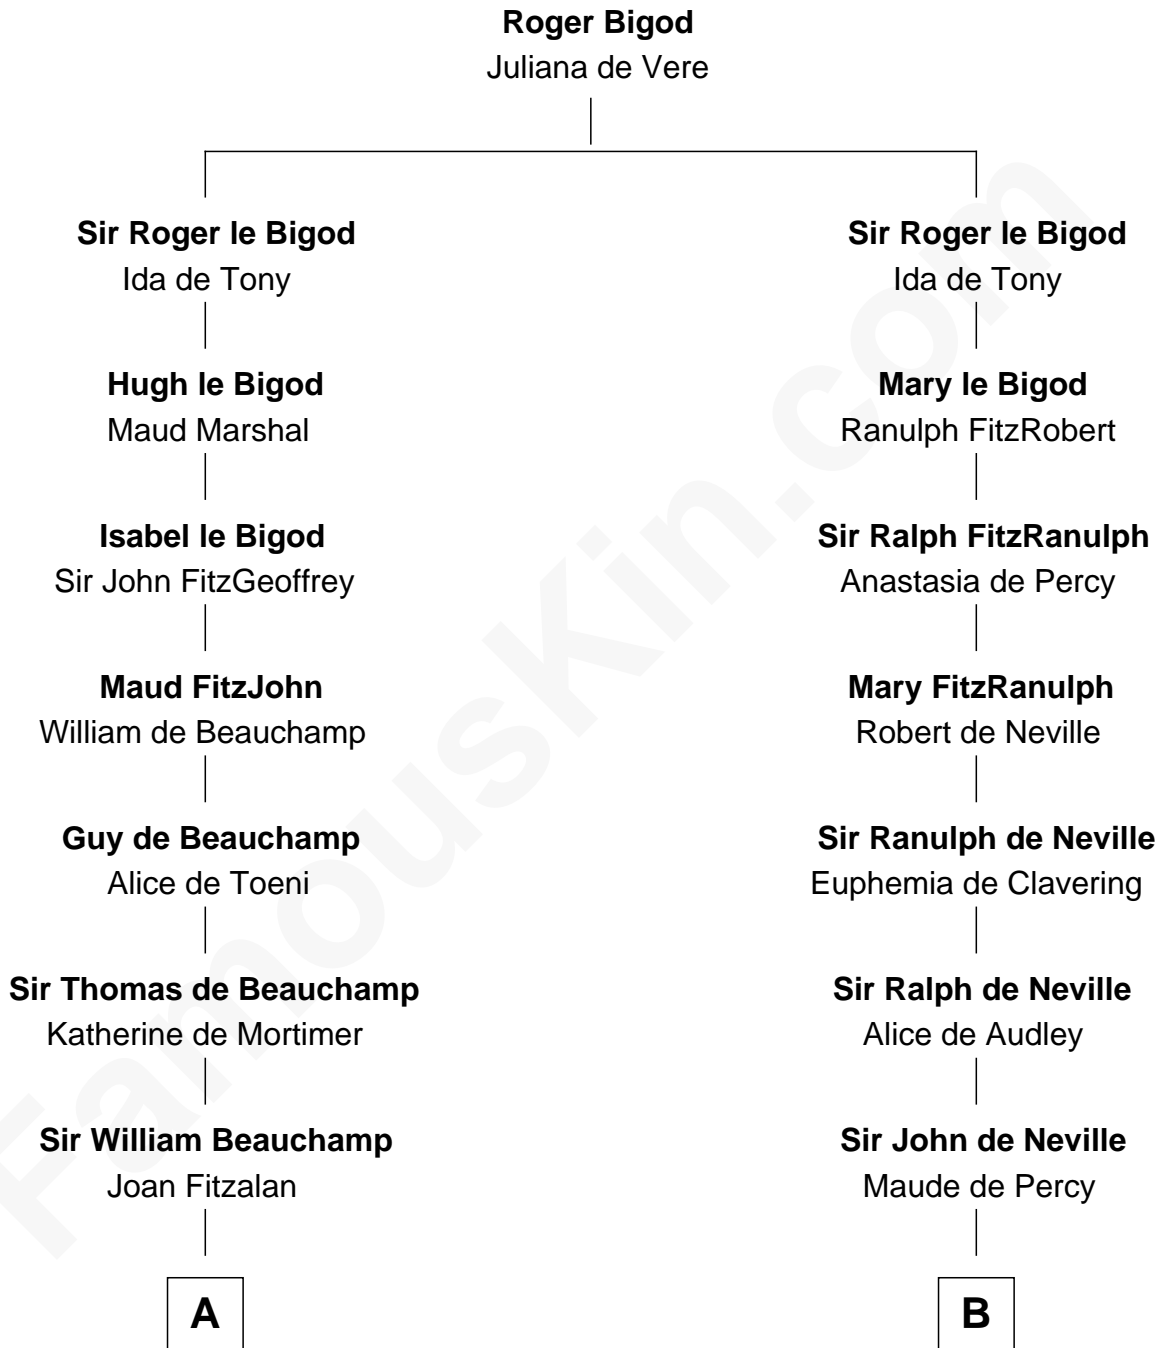 Roger Bigod
Juliana de Vere
Sir Roger le Bigod
Ida de Tony
Hugh le Bigod
Maud Marshal
Isabel le Bigod
Sir John FitzGeoffrey
Maud FitzJohn
William de Beauchamp
Guy de Beauchamp
Alice de Toeni
Sir Thomas de Beauchamp
Katherine de Mortimer
Sir William Beauchamp
Joan Fitzalan
A
Sir Roger le Bigod
Ida de Tony
Mary le Bigod
Ranulph FitzRobert
Sir Ralph FitzRanulph
Anastasia de Percy
Mary FitzRanulph
Robert de Neville
Sir Ranulph de Neville
Euphemia de Clavering
Sir Ralph de Neville
Alice de Audley
Sir John de Neville
Maude de Percy
B
FamousKin.com